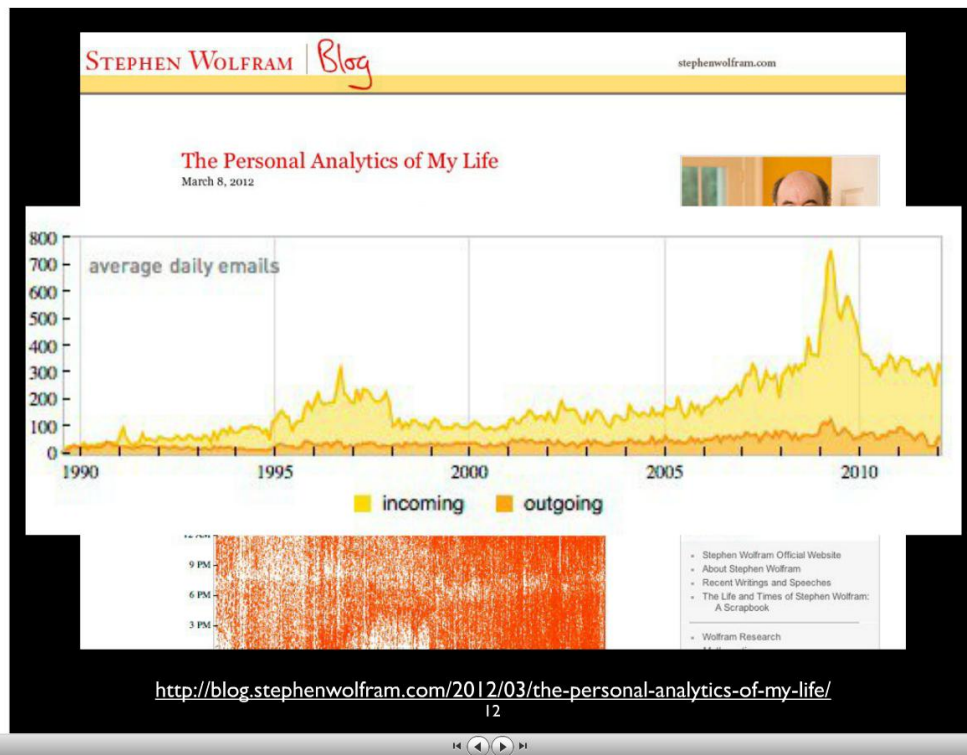 STEPHEN WOLFRAM | Blog
stephenwolfram.com
The Personal Analytics of My Life
March 8, 2012
800
700
600
500
400
300
200
100
0
average daily emails
1990 1995 2000 2005 2010
incoming outgoing
9 PM
6 PM
3 PM
Stephen Wolfram Official Website
About Stephen Wolfram
Recent Writings and Speeches
The Life and Times of Stephen Wolfram:
A Scrapbook
Wolfram Research
http://blog.stephenwolfram.com/2012/03/the-personal-analytics-of-my-life/
12